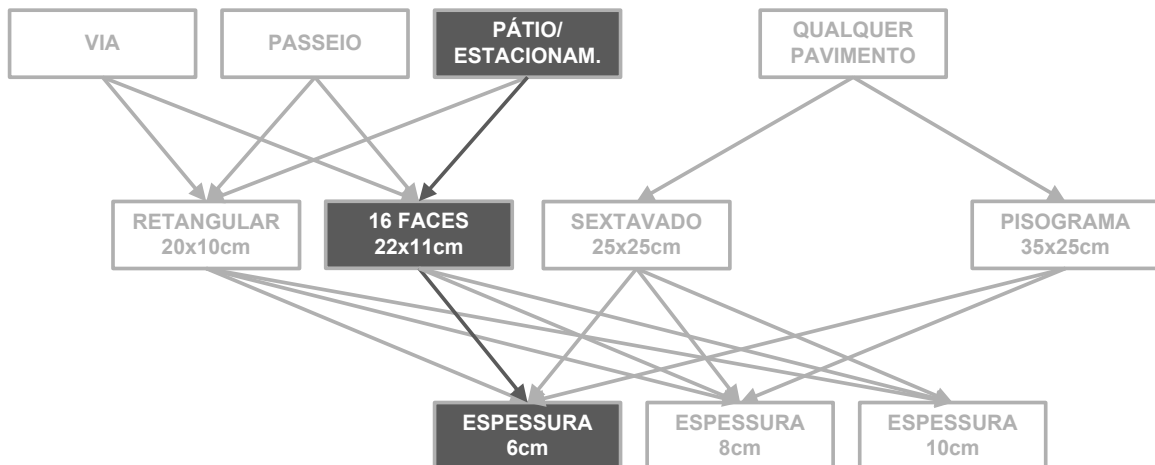 VIA
PASSEIO
PÁTIO/
ESTACIONAM.
QUALQUER
PAVIMENTO
RETANGULAR
20x10cm
16 FACES
22x11cm
SEXTAVADO
25x25cm
PISOGRAMA
35x25cm
ESPESSURA
6cm
ESPESSURA
8cm
ESPESSURA
10cm